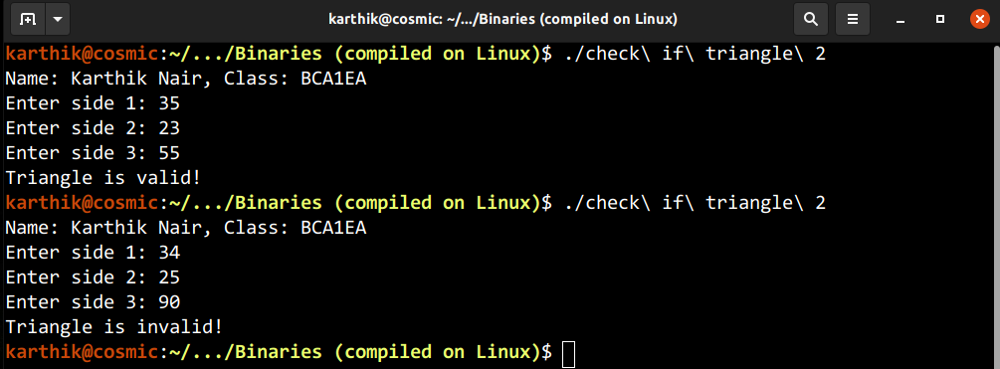 karthik@cosmic: ~/.../Binaries (compiled on Linux)
karthik@cosmic:~/.../Binaries (compiled on Linux)$ ./check\ if\ triangle\ 2
Name: Karthik Nair, Class: BCA1EA
Enter side 1: 35
Enter side 2: 23
Enter side 3: 55
Triangle is valid!
karthik@cosmic:~/.../Binaries (compiled on Linux)$ ./check\ if\ triangle\ 2
Name: Karthik Nair, Class: BCA1EA
Enter side 1: 34
Enter side 2: 25
Enter side 3: 90
Triangle is invalid!
karthik@cosmic:~/.../Binaries (compiled on Linux)$